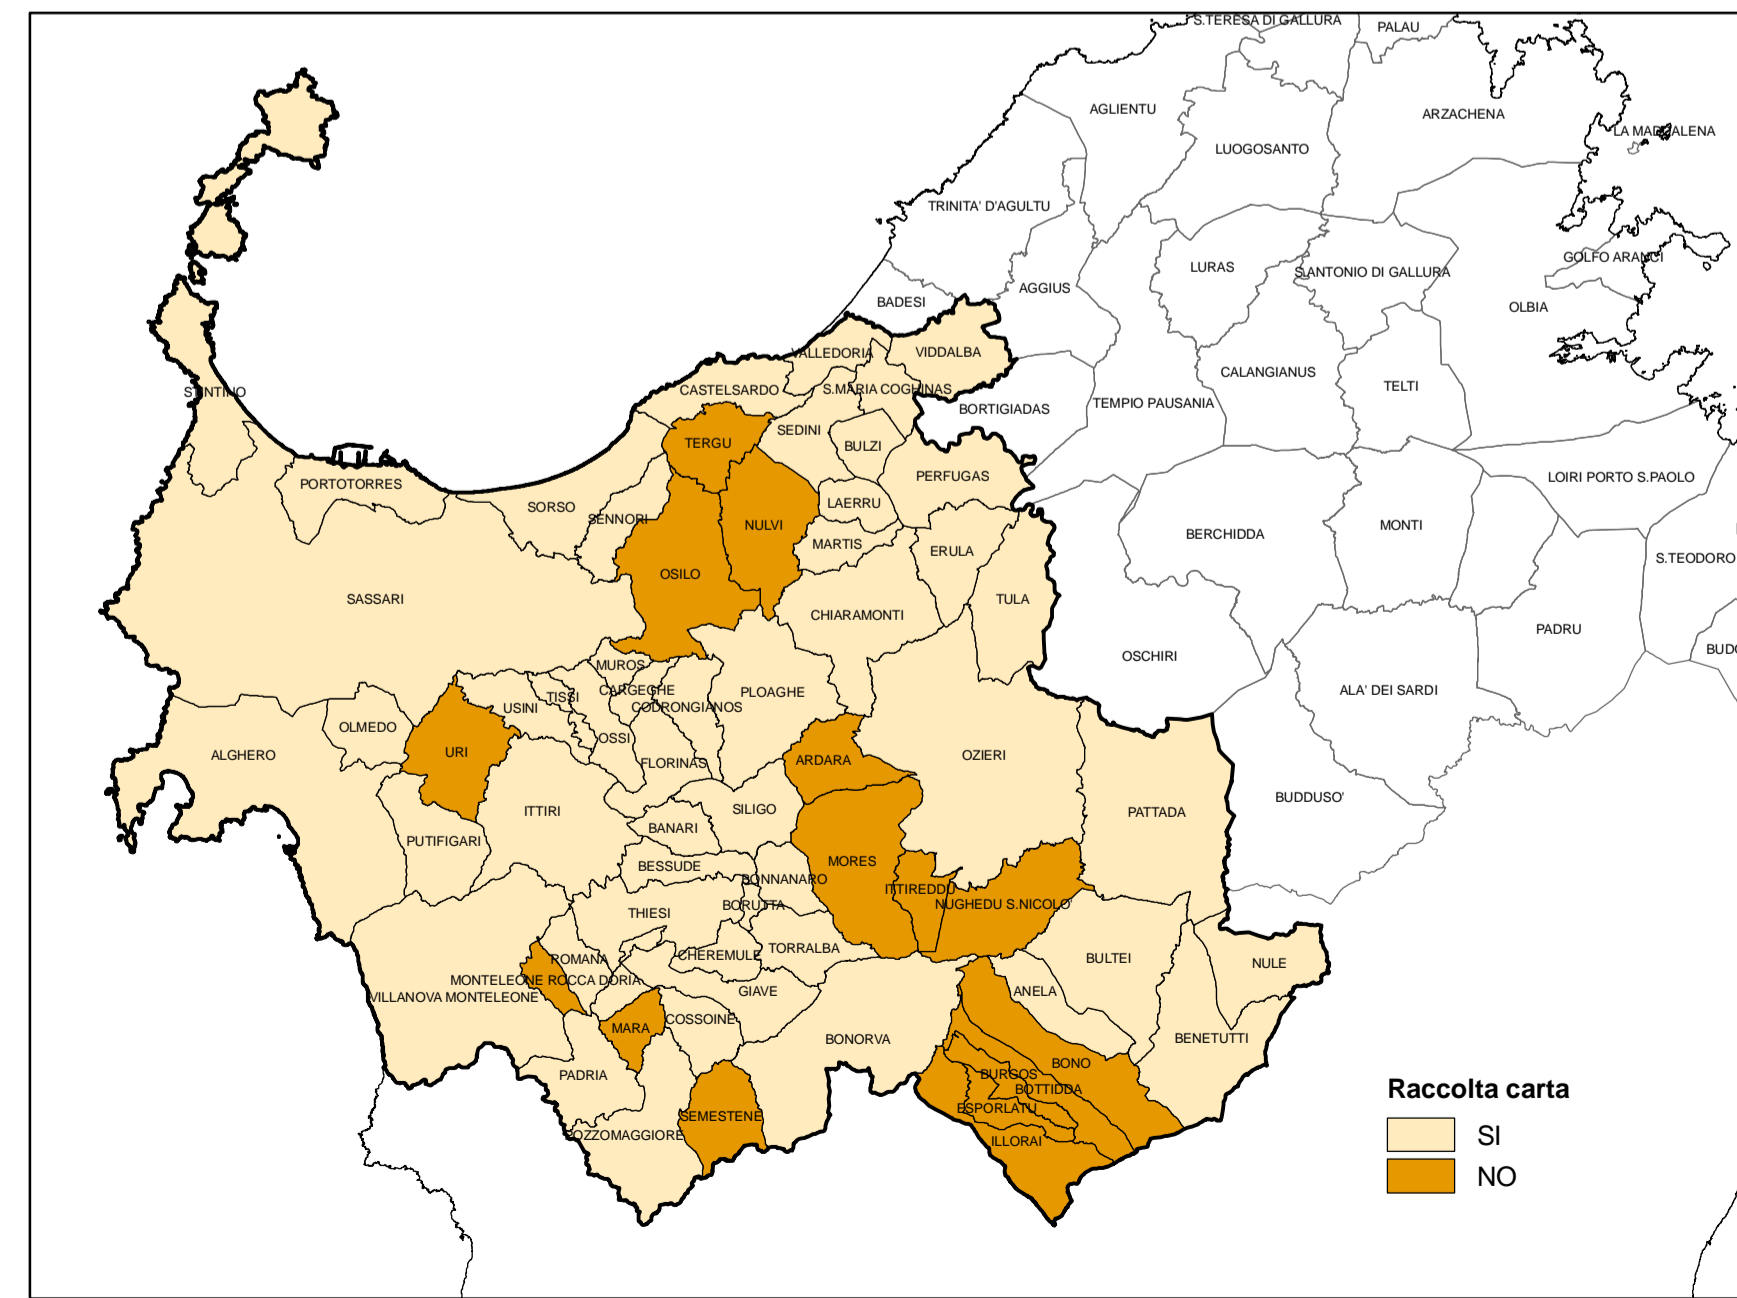 S.TERESA DI GALLURA
PALAU
AGLIENTU
ARZACHENA
LA MADDALENA
LUOGOSANTO
TRINITA' D'AGULTU
GOLFO ARANCI
LURAS
S.ANTONIO DI GALLURA
AGGIUS
BADESI
OLBIA
VALLEDORIA
VIDDALBA
CALANGIANUS
TELTI
STINTINO
CASTELSARDO
S.MARIA COGHINAS
BORTIGIADAS
TEMPIO PAUSANIA
TERGU
SEDINI
BULZI
PERFUGAS
LOIRI PORTO S.PAOLO
PORTOTORRES
SORSO
SENNORI
LAERRU
NULVI
MARTIS
ERULA
BERCHIDDA
MONTI
S.TEODORO
OSILO
SASSARI
CHIARAMONTI
TULA
PADRU
OSCHIRI
BUDO
MUROS
CARGEGHE
PLOAGHE
ALA' DEI SARDI
TISSI
USINI
CODRONGIANOS
OLMEDO
OSSI
URI
ALGHERO
FLORINAS
ARDARA
OZIERI
BUDDUSO'
ITTIRI
SILIGO
PATTADA
BANARI
PUTIFIGARI
BESSUDE
MORES
BONNANARO
ITTIREDDU
BORUTTA
NUGHEDU S.NICOLO'
THIESI
CHEREMULE
TORRALBA
ROMANA
BULTEI
NULE
MONTELEONE ROCCA DORIA
VILLANOVA MONTELEONE
GIAVE
ANELA
COSSOINE
MARA
BONORVA
BENETUTTI
PADRIA
BONO
BURGOS
BOTTIDDA
ESPORLATU
SEMESTENE
POZZOMAGGIORE
ILLORAI
Raccolta carta
SI
NO